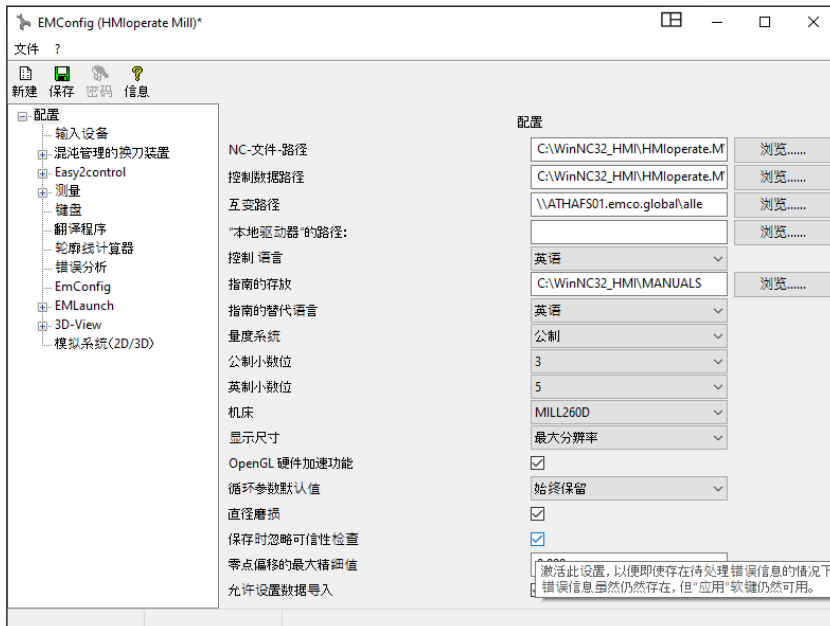 EMConfig (HMIoperate Mill)*
文件 ?
新建 保存 密码 信息
配置
输入设备
混沌管理的换刀装置
Easy2control
测量
键盘
翻译程序
轮廓线计算器
错误分析
EmConfig
EMLaunch
3D-View
模拟系统(2D/3D)
配置
NC-文件-路径 C:\WinNC32_HMI\HMIoperate.M 浏览......
控制数据路径 C:\WinNC32_HMI\HMIoperate.M 浏览......
互变路径 \\ATHAFS01.emco.global\alle 浏览......
“本地驱动器”的路径: 浏览......
控制 语言 英语
指南的存放 C:\WinNC32_HMI\MANUALS 浏览......
指南的替代语言 英语
量度系统 公制
公制小数位 3
英制小数位 5
机床 MILL260D
显示尺寸 最大分辨率
OpenGL 硬件加速功能
循环参数默认值 始终保留
直径磨损
保存时忽略可信性检查
零点偏移的最大精细值
激活此设置, 以便即使存在待处理错误信息的情况下
允许设置数据导入
错误信息虽然仍然存在, 但“应用”软键仍然可用。